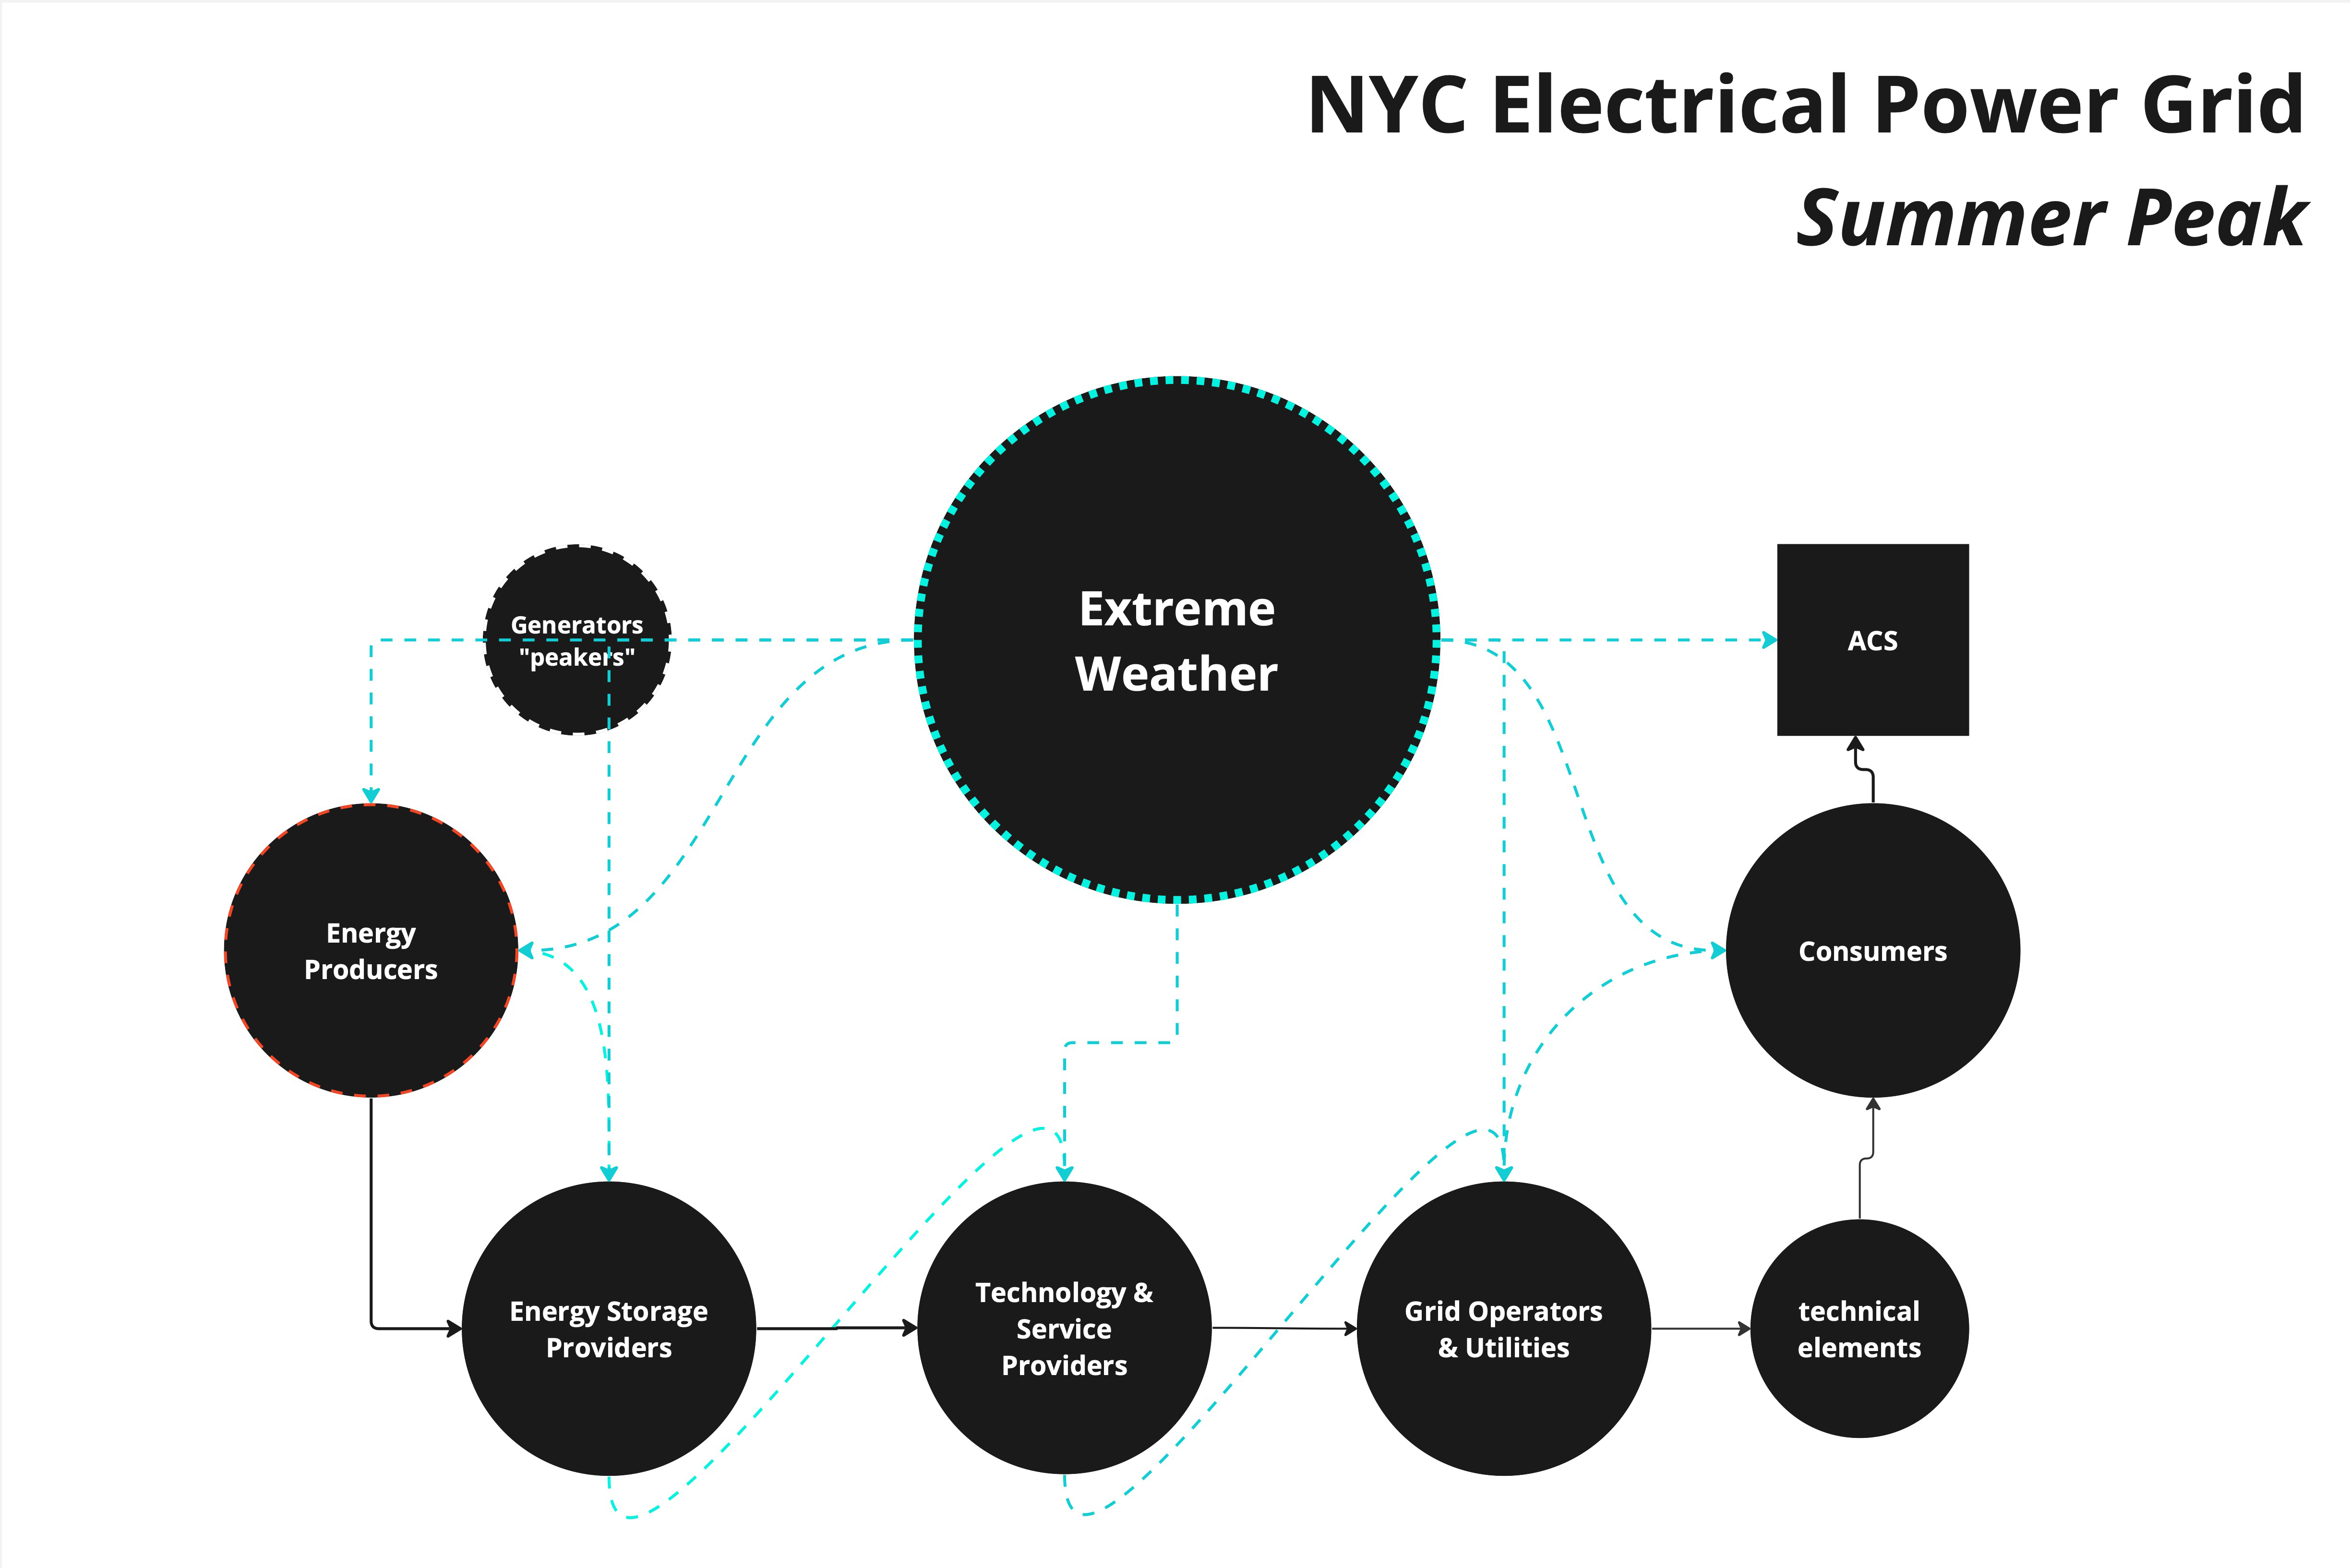 NYC Electrical Power Grid
Summer Peak
Extreme
Weather
Generators
"peakers"
ACS
Energy
Producers
Consumers
Energy Storage
Providers
Technology &
Service
Providers
Grid Operators
& Utilities
technical
elements